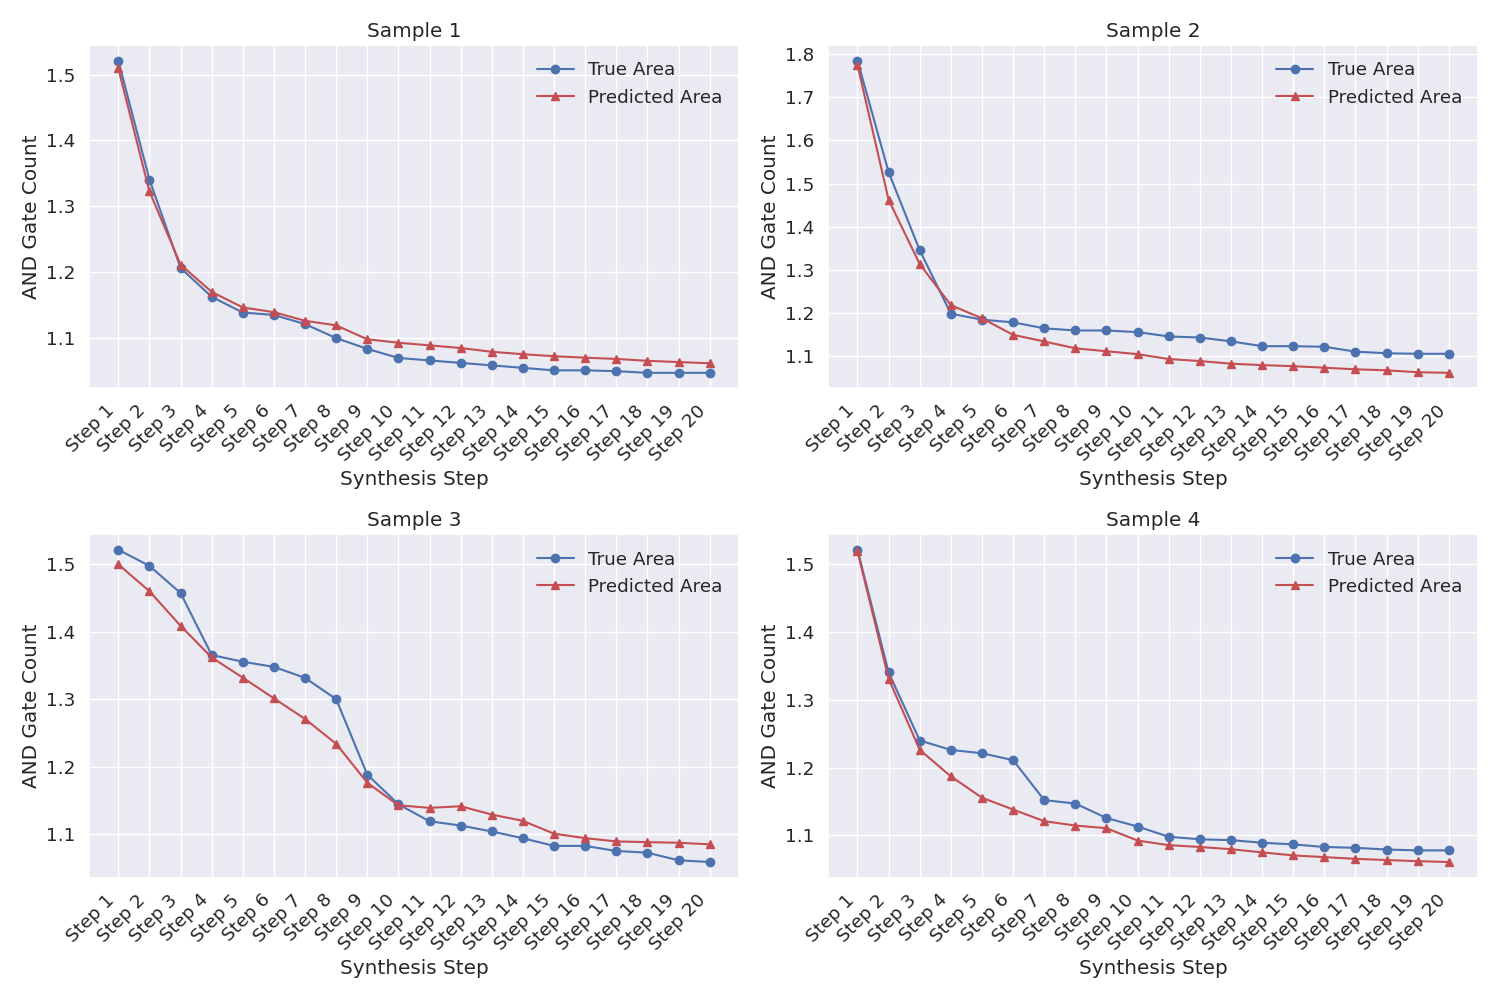 Sample 1
True Area
Predicted Area
AND Gate Count
1.5
1.4
1.3
1.2
1.1
Step 1
Step 2
Step 3
Step 4
Step 5
Step 6
Step 7
Step 8
Step 9
Step 10
Step 11
Step 12
Step 13
Step 14
Step 15
Step 16
Step 17
Step 18
Step 19
Step 20
Synthesis Step
Sample 2
True Area
Predicted Area
AND Gate Count
1.8
1.7
1.6
1.5
1.4
1.3
1.2
1.1
Step 1
Step 2
Step 3
Step 4
Step 5
Step 6
Step 7
Step 8
Step 9
Step 10
Step 11
Step 12
Step 13
Step 14
Step 15
Step 16
Step 17
Step 18
Step 19
Step 20
Synthesis Step
Sample 3
True Area
Predicted Area
AND Gate Count
1.5
1.4
1.3
1.2
1.1
Step 1
Step 2
Step 3
Step 4
Step 5
Step 6
Step 7
Step 8
Step 9
Step 10
Step 11
Step 12
Step 13
Step 14
Step 15
Step 16
Step 17
Step 18
Step 19
Step 20
Synthesis Step
Sample 4
True Area
Predicted Area
AND Gate Count
1.5
1.4
1.3
1.2
1.1
Step 1
Step 2
Step 3
Step 4
Step 5
Step 6
Step 7
Step 8
Step 9
Step 10
Step 11
Step 12
Step 13
Step 14
Step 15
Step 16
Step 17
Step 18
Step 19
Step 20
Synthesis Step